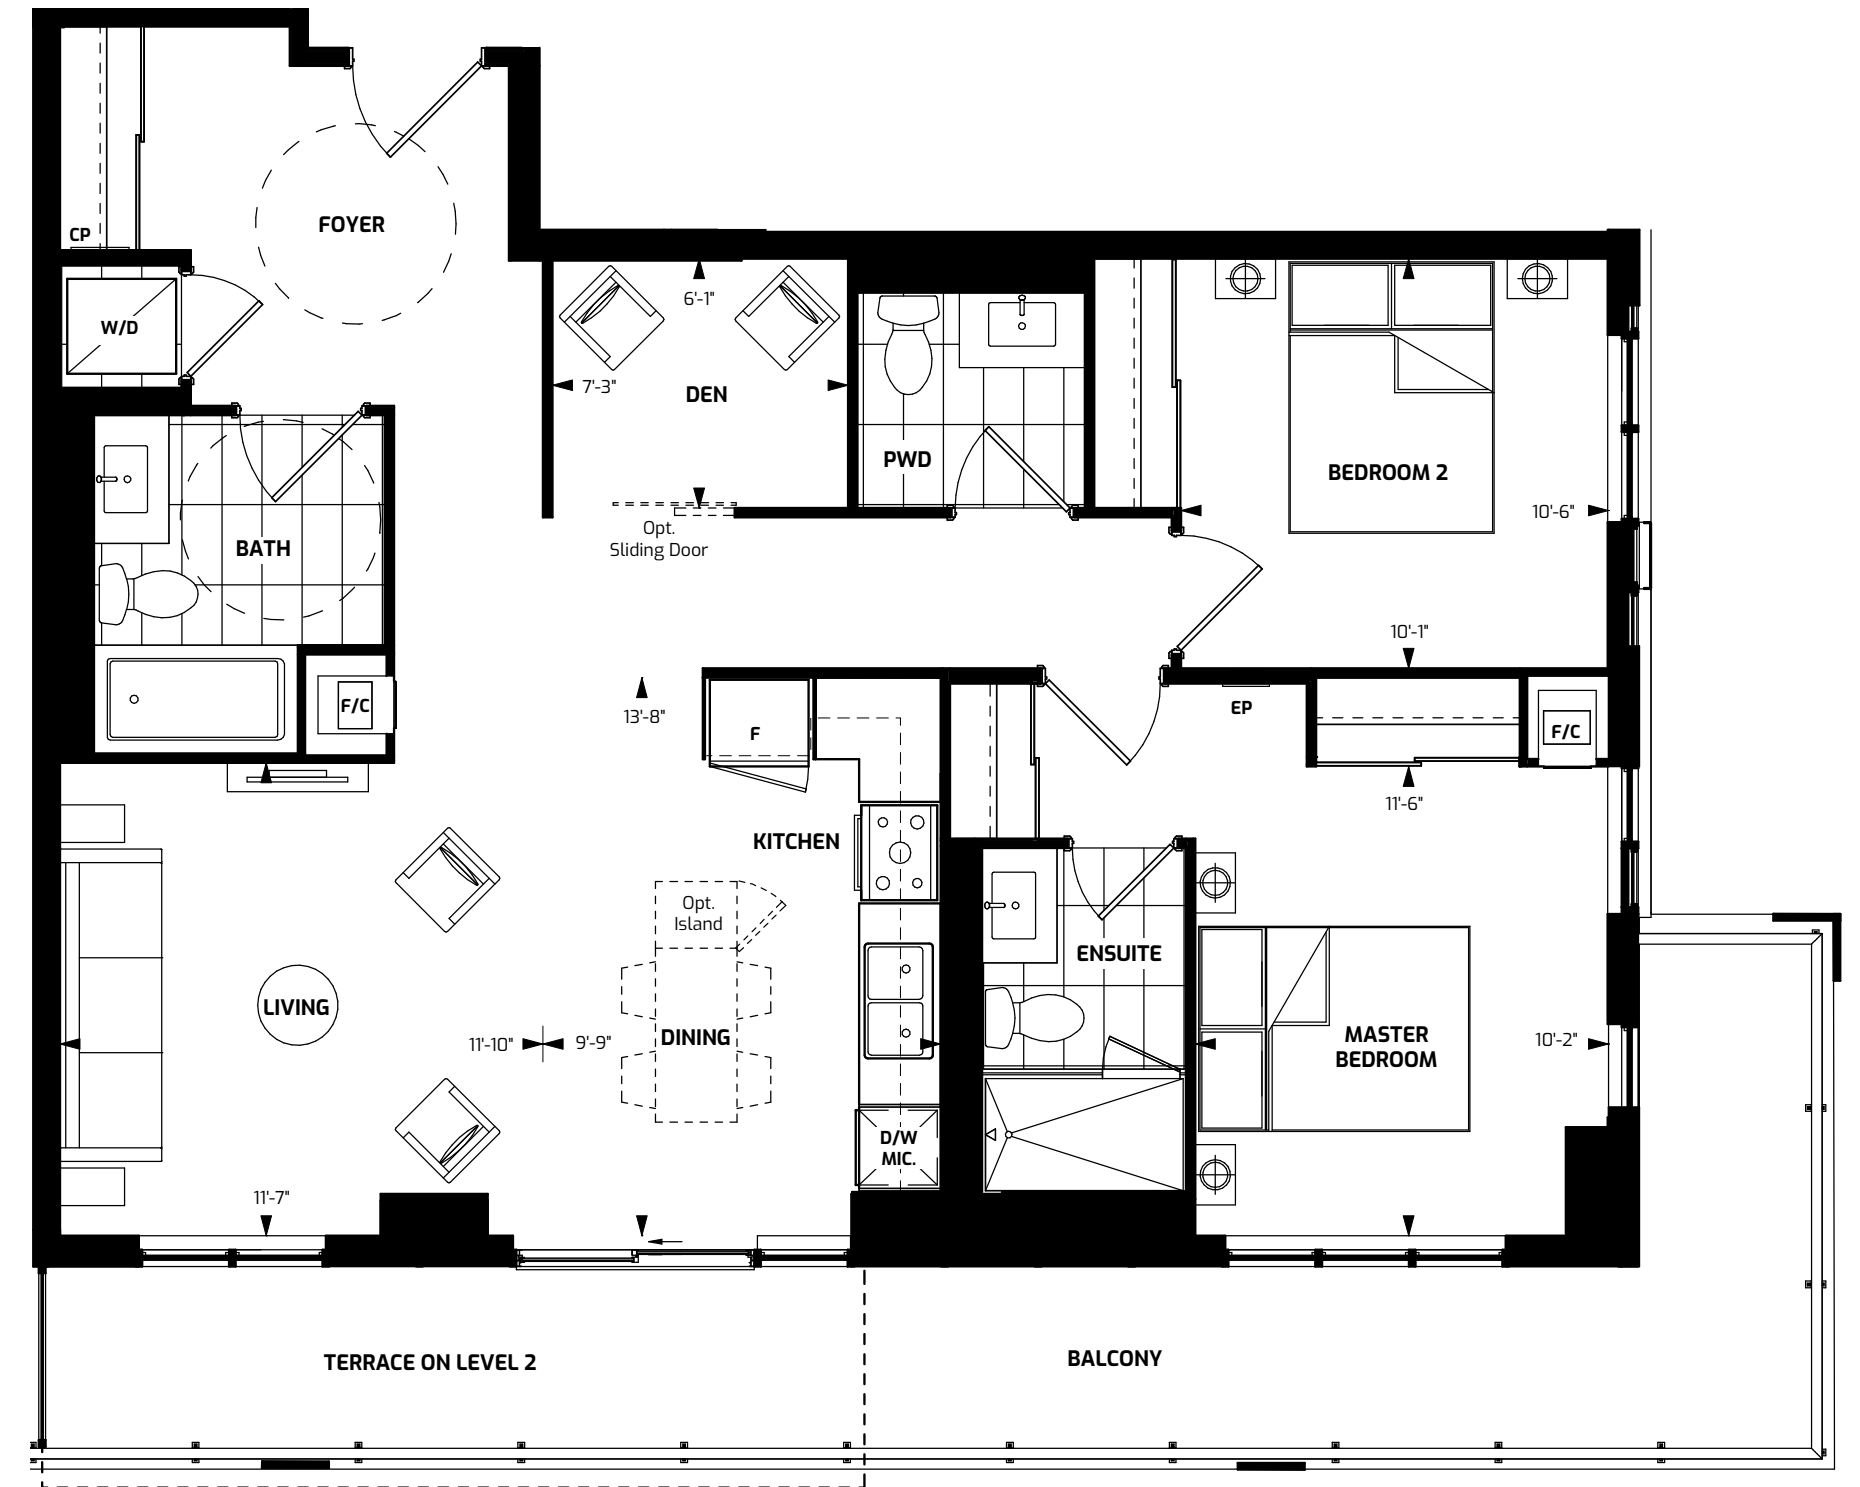 FOYER
CP
W/D
6'-1"
7'-3"
DEN
PWD
BEDROOM 2
10'-6"
Opt.
Sliding Door
BATH
10'-1"
F/C
13'-8"
F
EP
F/C
11'-6"
KITCHEN
Opt.
Island
ENSUITE
LIVING
11'-10"
9'-9"
DINING
MASTER
BEDROOM
10'-2"
D/W
MIC.
11'-7"
TERRACE ON LEVEL 2
BALCONY